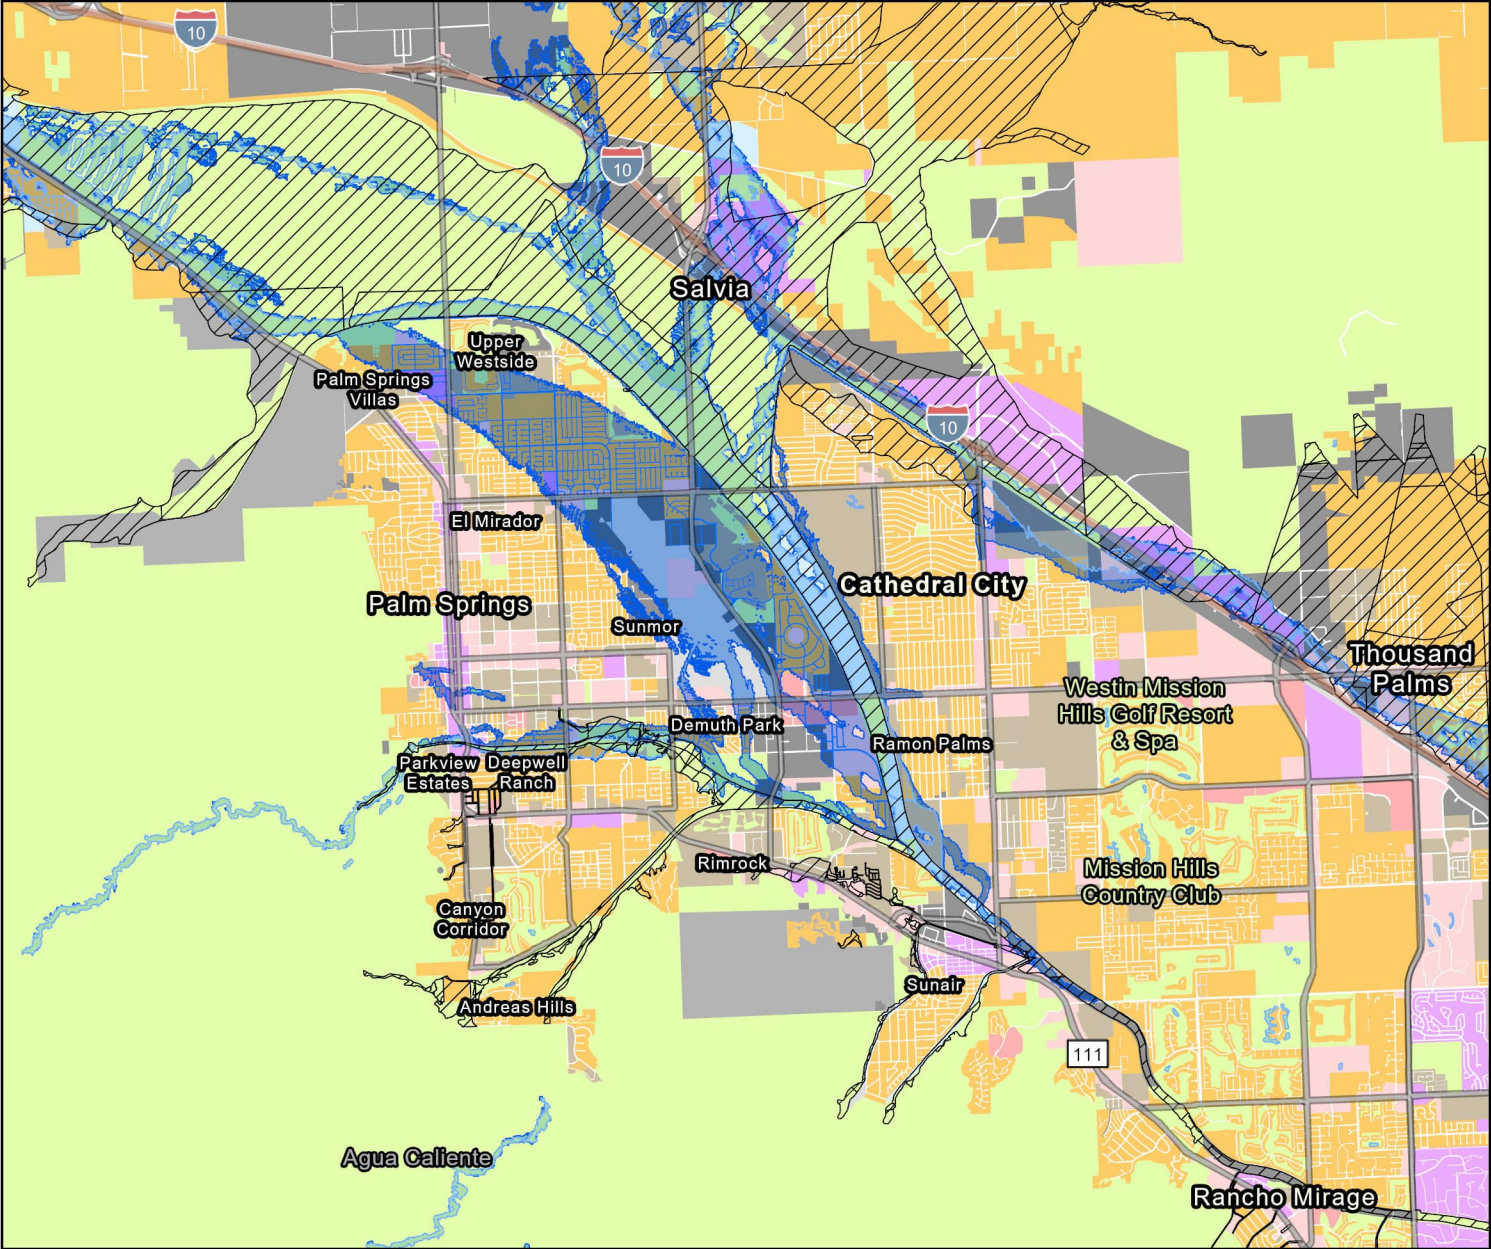 10
10
Salvia
Upper
Westside
Palm Springs
Villas
10
El Mirador
Cathedral City
Palm Springs
Sunmor
Thousand
Palms
Westin Mission
Hills Golf Resort
& Spa
Demuth Park
Ramon Palms
Parkview
Estates
Deepwell
Ranch
Rimrock
Mission Hills
Country Club
Canyon
Corridor
Sunair
Andreas Hills
111
Agua Caliente
Rancho Mirage